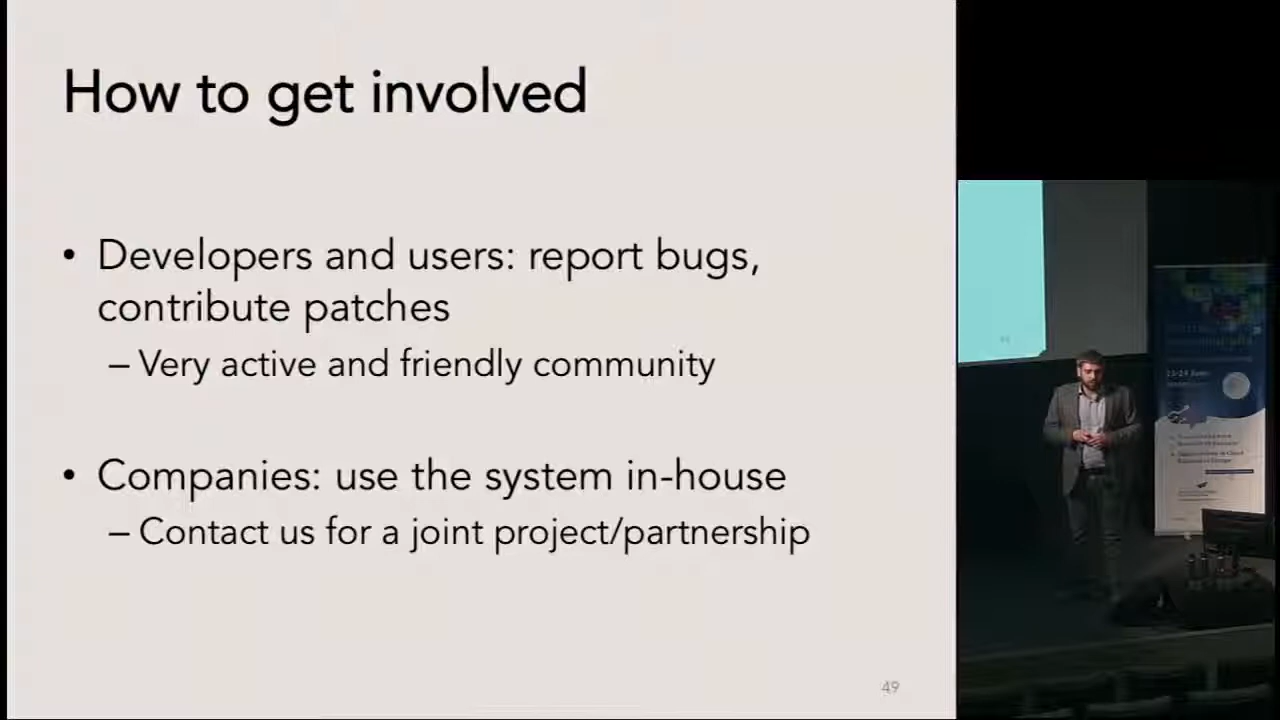 How to get involved
• Developers and users: report bugs,
contribute patches
– Very active and friendly community
• Companies: use the system in-house
– Contact us for a joint project/partnership
49